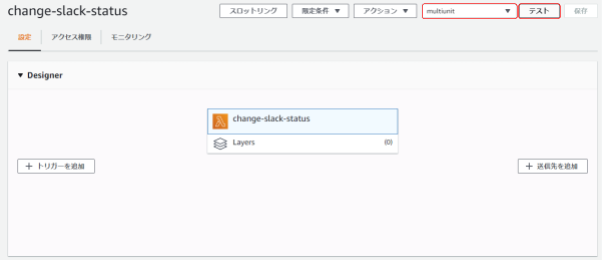 change-slack-status
スロットリング
限定条件 ▼
アクション ▼
multiunit ▼
テスト
保存
設定
アクセス権限
モニタリング
▼ Designer
change-slack-status
Layers
(0)
+ トリガーを追加
+ 送信先を追加